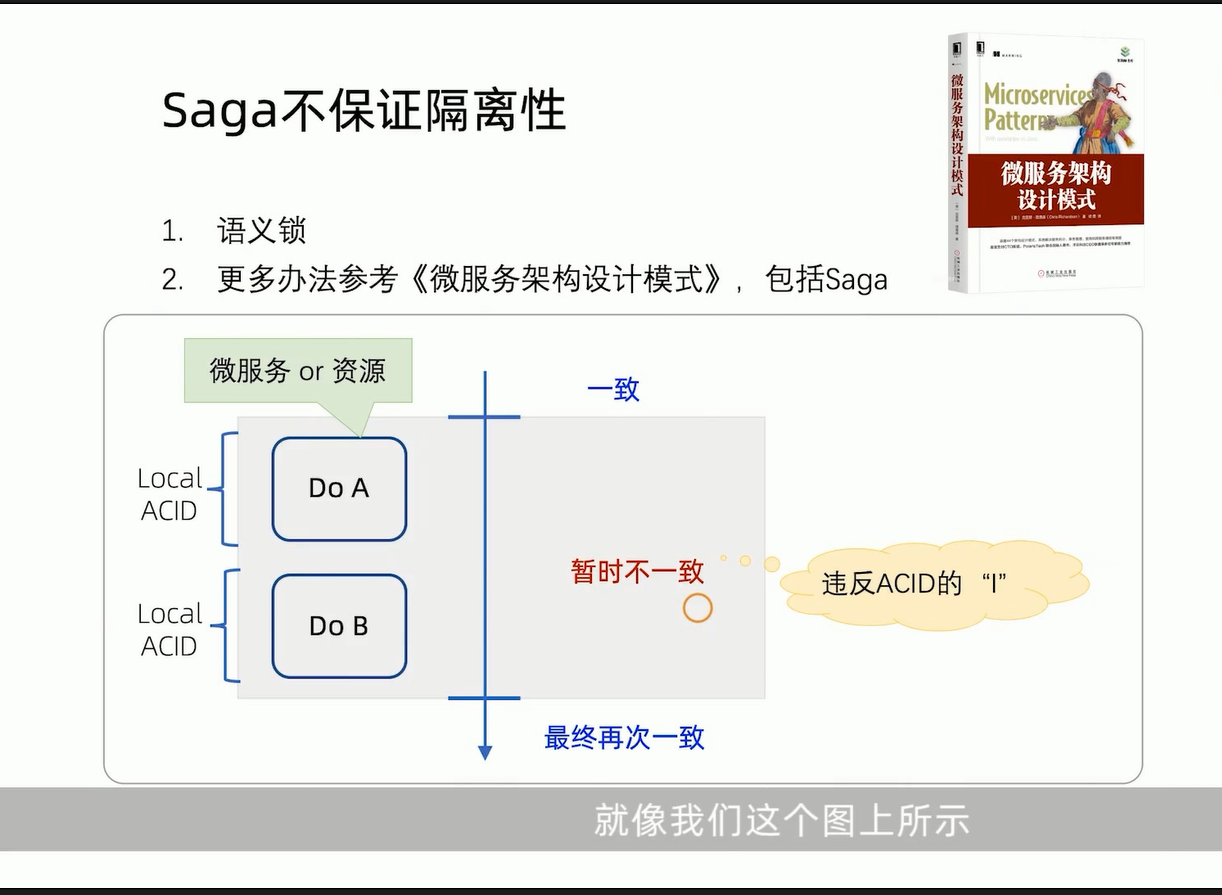 Saga不保证隔离性
1. 语义锁
2. 更多办法参考《微服务架构设计模式》，包括Saga
微服务架构设计模式
MANNING
Microservices
Patterns
微服务架构
设计模式
微服务 or 资源
一致
Local
ACID
Do A
暂时不一致
违反ACID的 “I”
Local
ACID
Do B
最终再次一致
就像我们这个图上所示